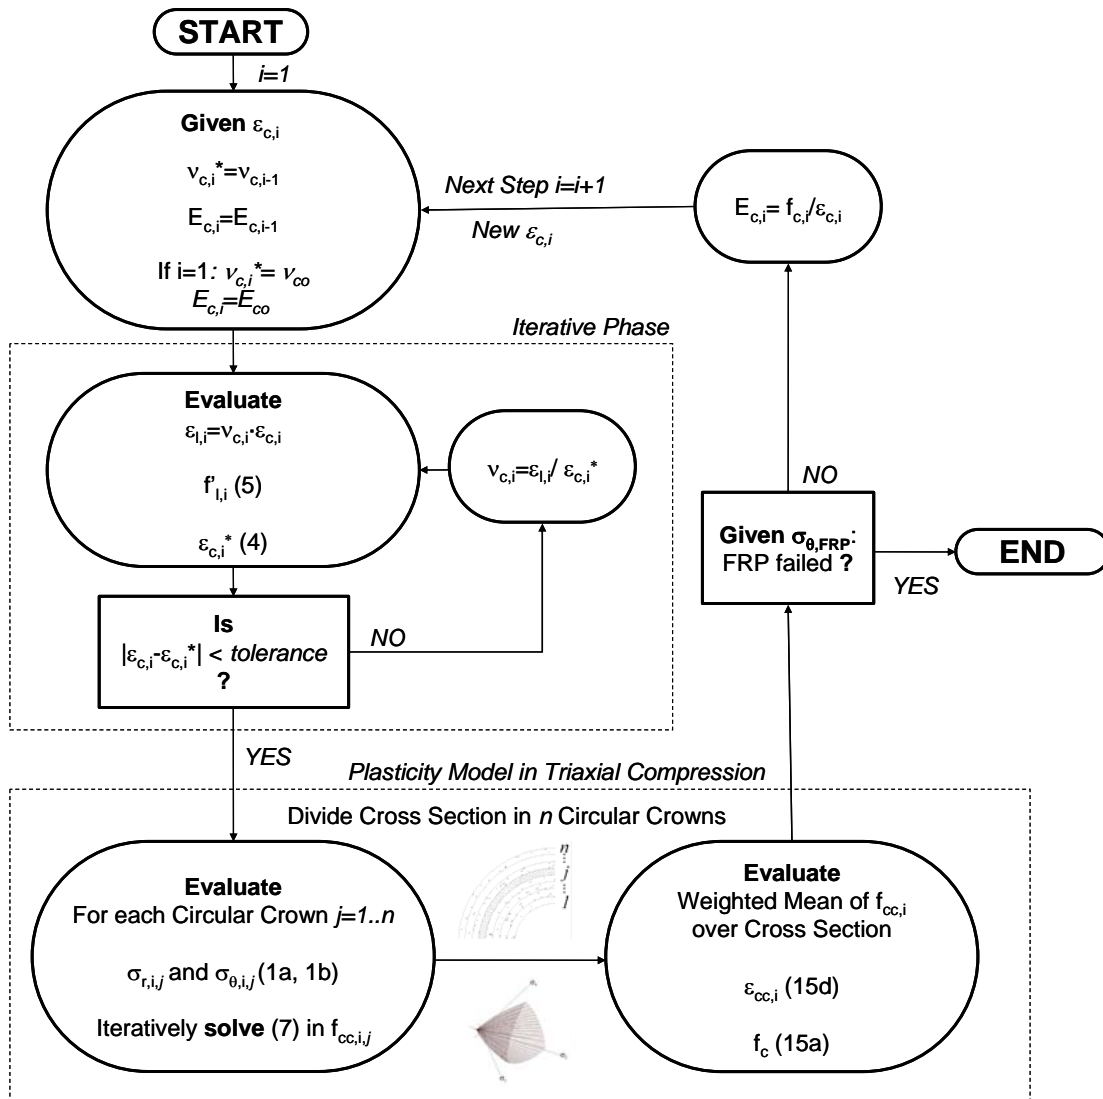 START
i=1
Given ε_c,i
ν_c,i*=ν_c,i-1
E_c,i=E_c,i-1
If i=1: ν_c,i*= ν_co
E_c,i=E_co
Next Step i=i+1
New ε_c,i
E_c,i= f_c,i/ε_c,i
Iterative Phase
Evaluate
ε_l,i=ν_c,i·ε_c,i
f'_l,i (5)
ε_c,i* (4)
ν_c,i=ε_l,i/ ε_c,i*
Is
|ε_c,i-ε_c,i*| < tolerance
?
NO
YES
NO
Given σ_θ,FRP:
FRP failed ?
YES
END
Plasticity Model in Triaxial Compression
Divide Cross Section in n Circular Crowns
Evaluate
For each Circular Crown j=1..n
σ_r,i,j and σ_θ,i,j (1a, 1b)
Iteratively solve (7) in f_cc,i,j
n
j
1
Evaluate
Weighted Mean of f_cc,i
over Cross Section
ε_cc,i (15d)
f_c (15a)